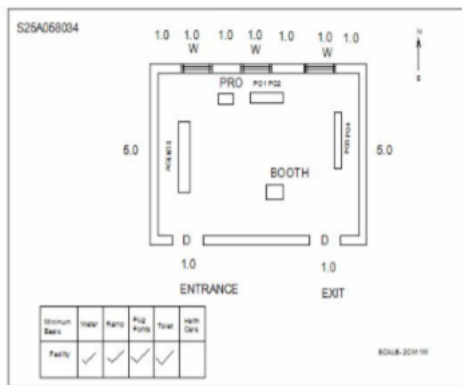 S25A058034
1.0 1.0 1.0 1.0 1.0 1.0 1.0
W W W
N
S
PRO
PO1 PO2
5.0
5.0
BOOTH
D D
1.0 1.0
ENTRANCE
EXIT
Minimum Basic Water Ramp Plug Points Toilet
Facility ✓ ✓ ✓ ✓